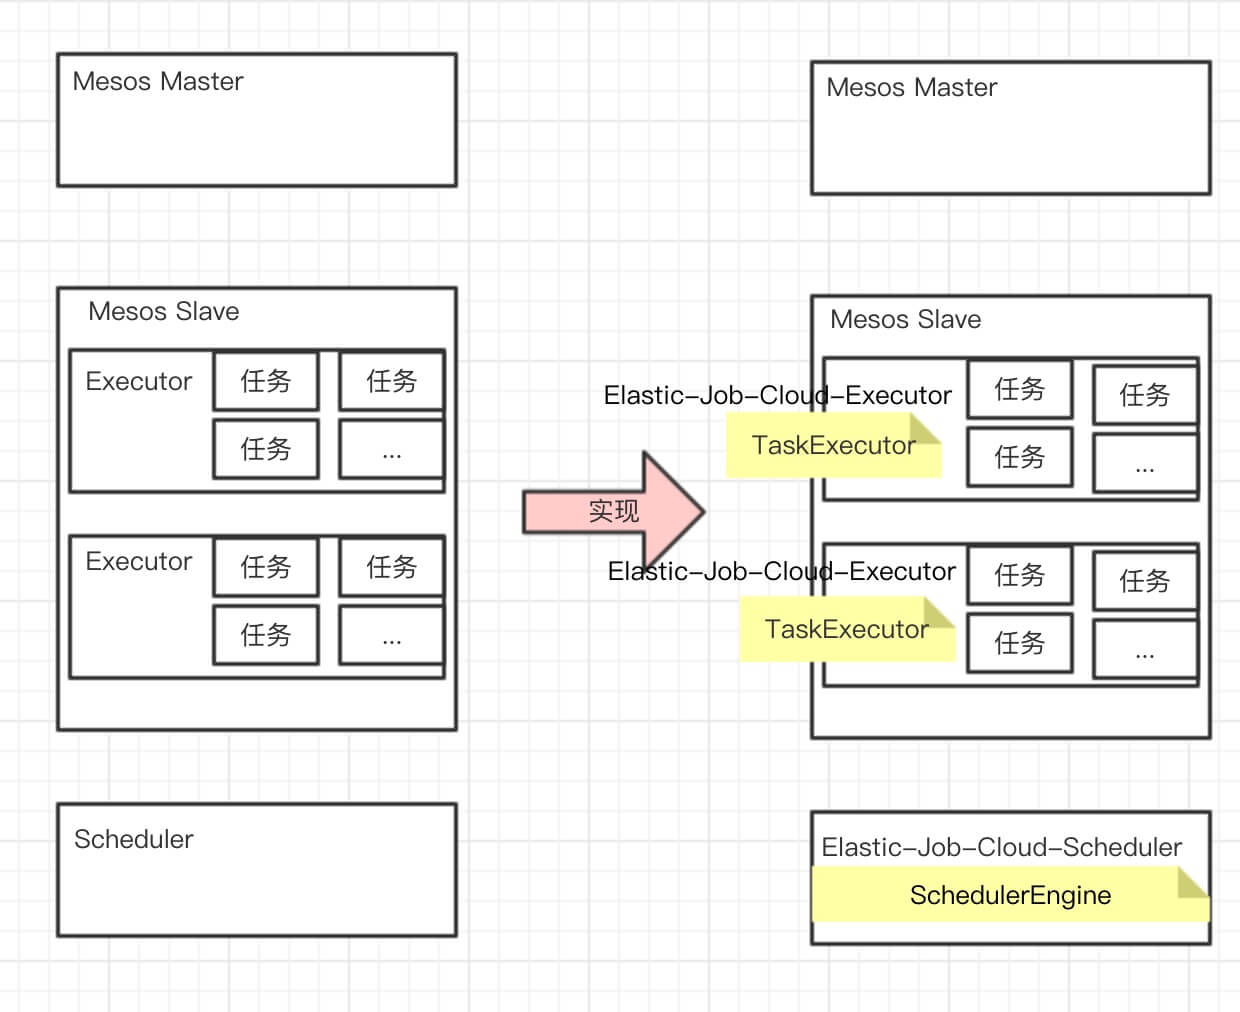 Mesos Master
Mesos Slave
Executor
任务
任务
任务
...
Executor
任务
任务
任务
...
Scheduler
实现
Mesos Master
Mesos Slave
Elastic-Job-Cloud-Executor
TaskExecutor
任务
任务
任务
...
Elastic-Job-Cloud-Executor
TaskExecutor
任务
任务
任务
...
Elastic-Job-Cloud-Scheduler
SchedulerEngine